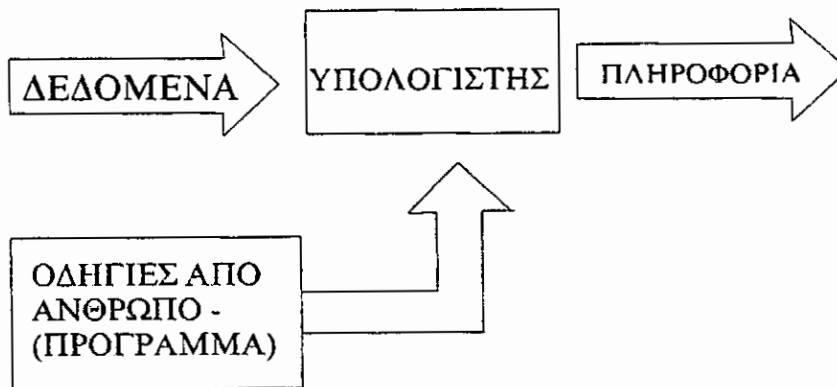 ΔΕΔΟΜΕΝΑ
ΥΠΟΛΟΓΙΣΤΗΣ
ΠΛΗΡΟΦΟΡΙΑ
ΟΔΗΓΙΕΣ ΑΠΟ
ΑΝΘΡΩΠΟ -
(ΠΡΟΓΡΑΜΜΑ)